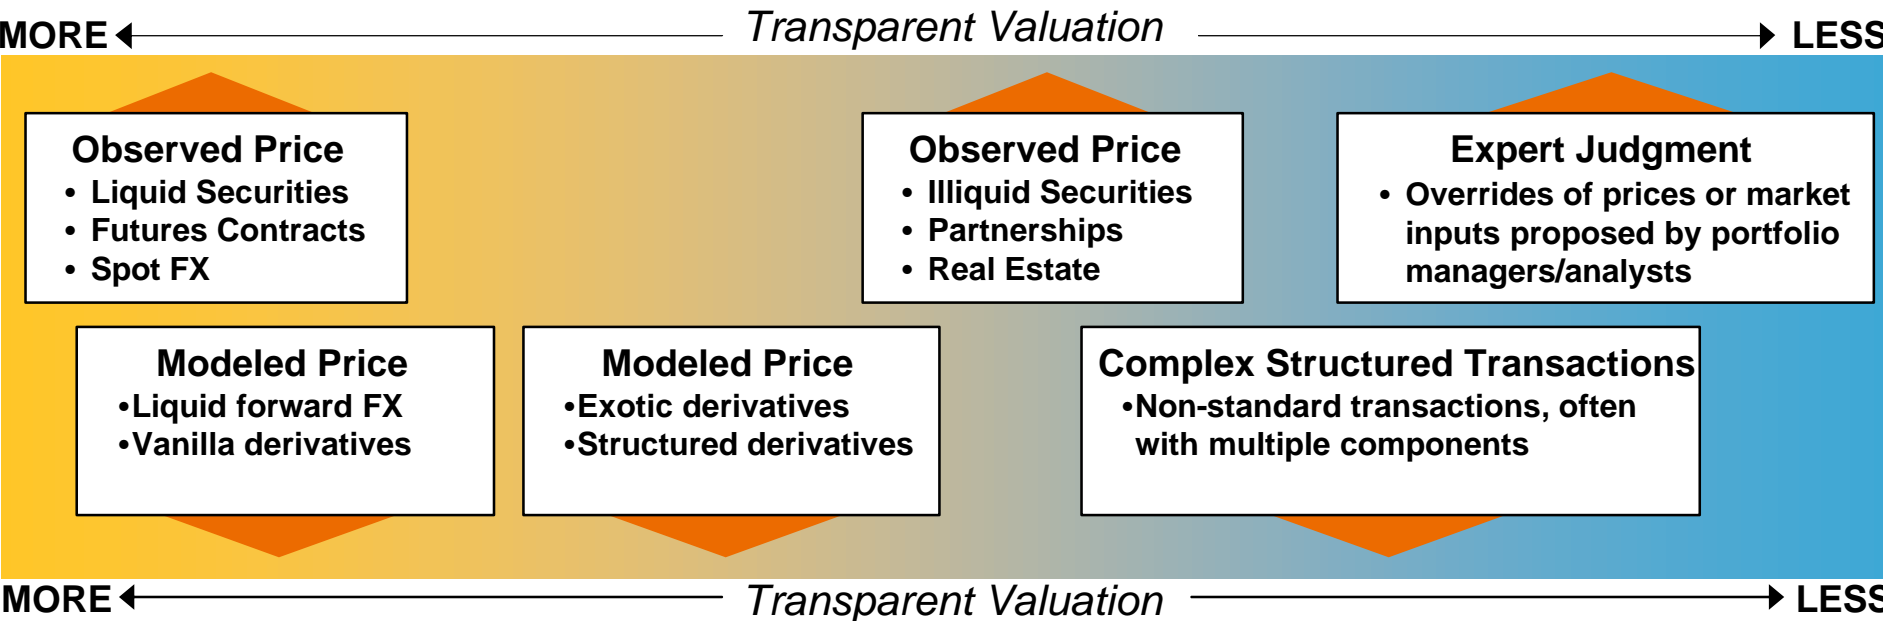 Transparent Valuation
MORE
LESS
Observed Price
• Liquid Securities
• Futures Contracts
• Spot FX
Observed Price
• Illiquid Securities
• Partnerships
• Real Estate
Expert Judgment
• Overrides of prices or market
inputs proposed by portfolio
managers/analysts
Modeled Price
•Liquid forward FX
•Vanilla derivatives
Modeled Price
•Exotic derivatives
•Structured derivatives
Complex Structured Transactions
•Non-standard transactions, often
with multiple components
MORE
Transparent Valuation
LESS